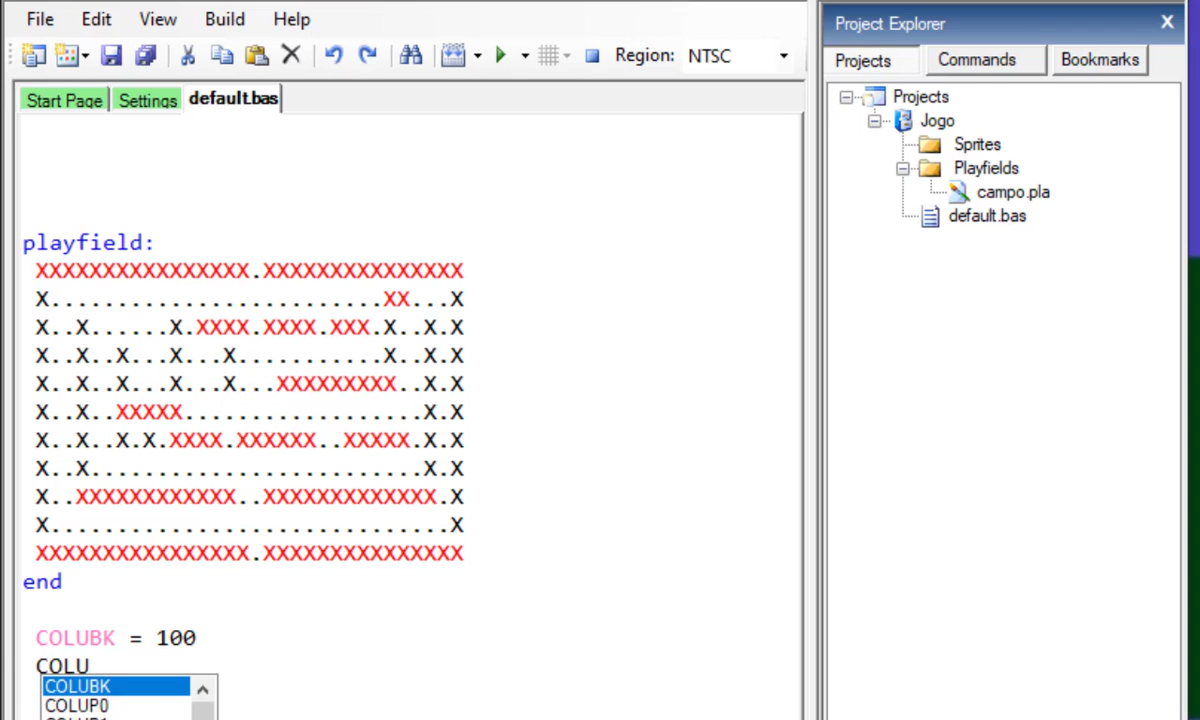 File Edit View Build Help
Region: NTSC
Start Page Settings default.bas
playfield:
XXXXXXXXXXXXXXXX.XXXXXXXXXXXXXXX
X.........................XX...X
X..X......X.XXXX.XXXX.XXX.X..X.X
X..X..X...X...X...........X..X.X
X..X..X...X...X...XXXXXXXXX..X.X
X..X..XXXXX..................X.X
X..X..X.X.XXXX.XXXXXX..XXXXX.X.X
X..X.........................X.X
X..XXXXXXXXXXXX..XXXXXXXXXXXXX.X
X..............................X
XXXXXXXXXXXXXXXX.XXXXXXXXXXXXXXX
end
COLUBK = 100
COLU
COLUBK
COLUP0
Project Explorer
Projects Commands Bookmarks
Projects
Jogo
Sprites
Playfields
campo.pla
default.bas